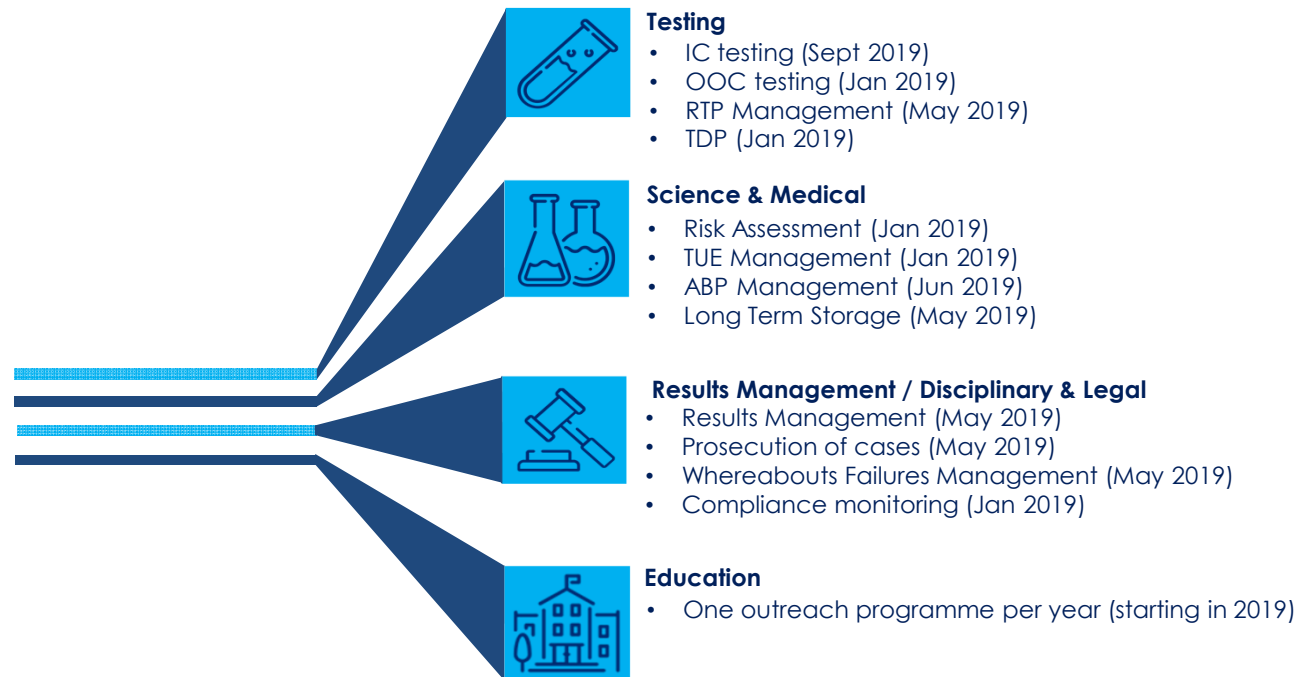 Testing
• IC testing (Sept 2019)
• OOC testing (Jan 2019)
• RTP Management (May 2019)
• TDP (Jan 2019)
Science & Medical
• Risk Assessment (Jan 2019)
• TUE Management (Jan 2019)
• ABP Management (Jun 2019)
• Long Term Storage (May 2019)
Results Management / Disciplinary & Legal
• Results Management (May 2019)
• Prosecution of cases (May 2019)
• Whereabouts Failures Management (May 2019)
• Compliance monitoring (Jan 2019)
Education
• One outreach programme per year (starting in 2019)